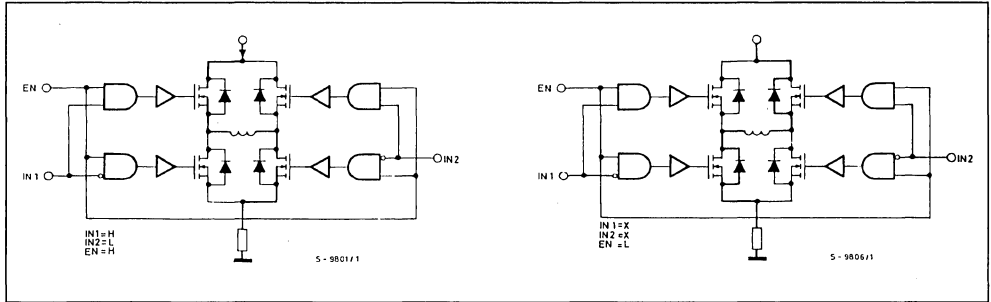 EN
IN1
IN2
IN1=H
IN2=L
EN=H
S-9801/1
EN
IN1
IN2
IN1=X
IN2=X
EN=L
S-9806/1